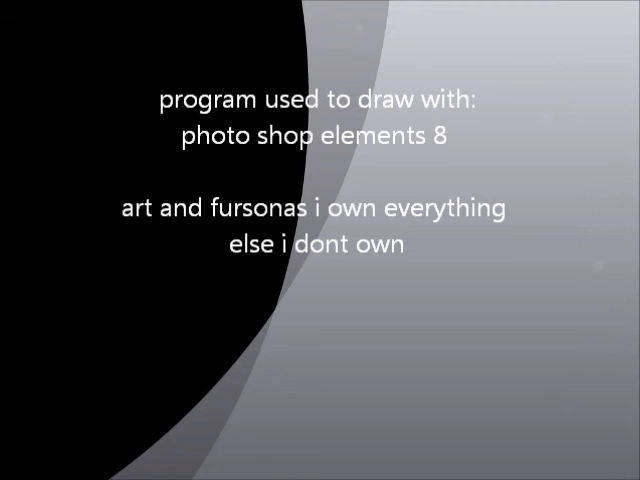 program used to draw with:
photo shop elements 8
art and fursonas i own everything
else i dont own